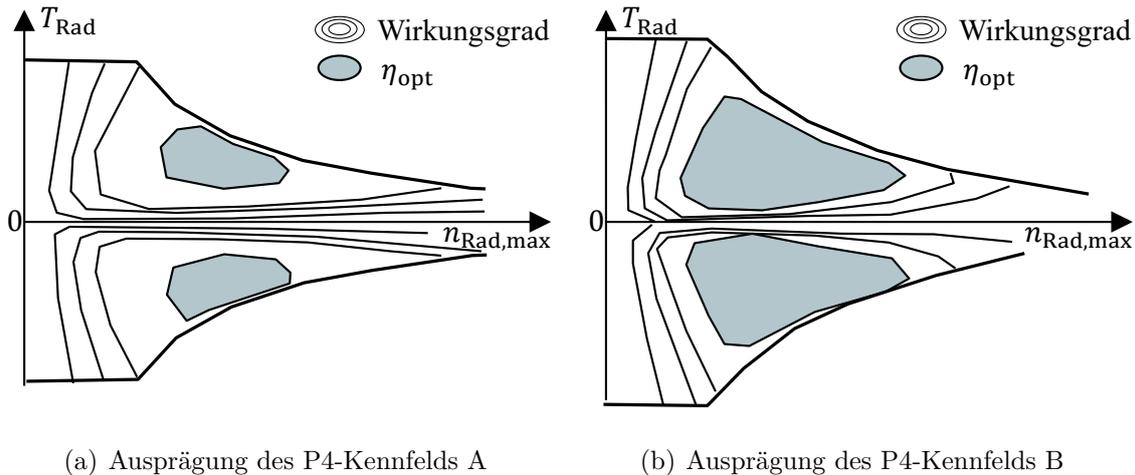 T_Rad
Wirkungsgrad
η_opt
0
n_Rad,max
(a) Ausprägung des P4-Kennfelds A
T_Rad
Wirkungsgrad
η_opt
0
n_Rad,max
(b) Ausprägung des P4-Kennfelds B